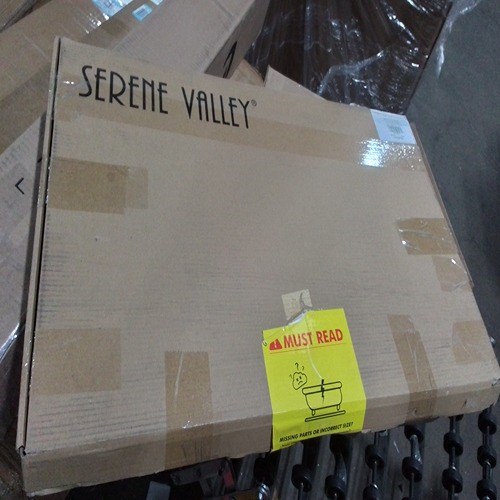 SERENE VALLEY®
MUST READ
? ?
MISSING PARTS OR INCORRECT SIZE?